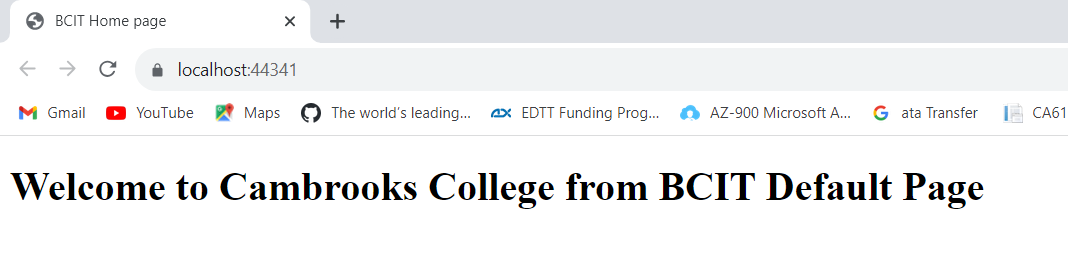 BCIT Home page
localhost:44341
Gmail YouTube Maps The world's leading... EDTT Funding Prog... AZ-900 Microsoft A... ata Transfer CA61
Welcome to Cambrooks College from BCIT Default Page